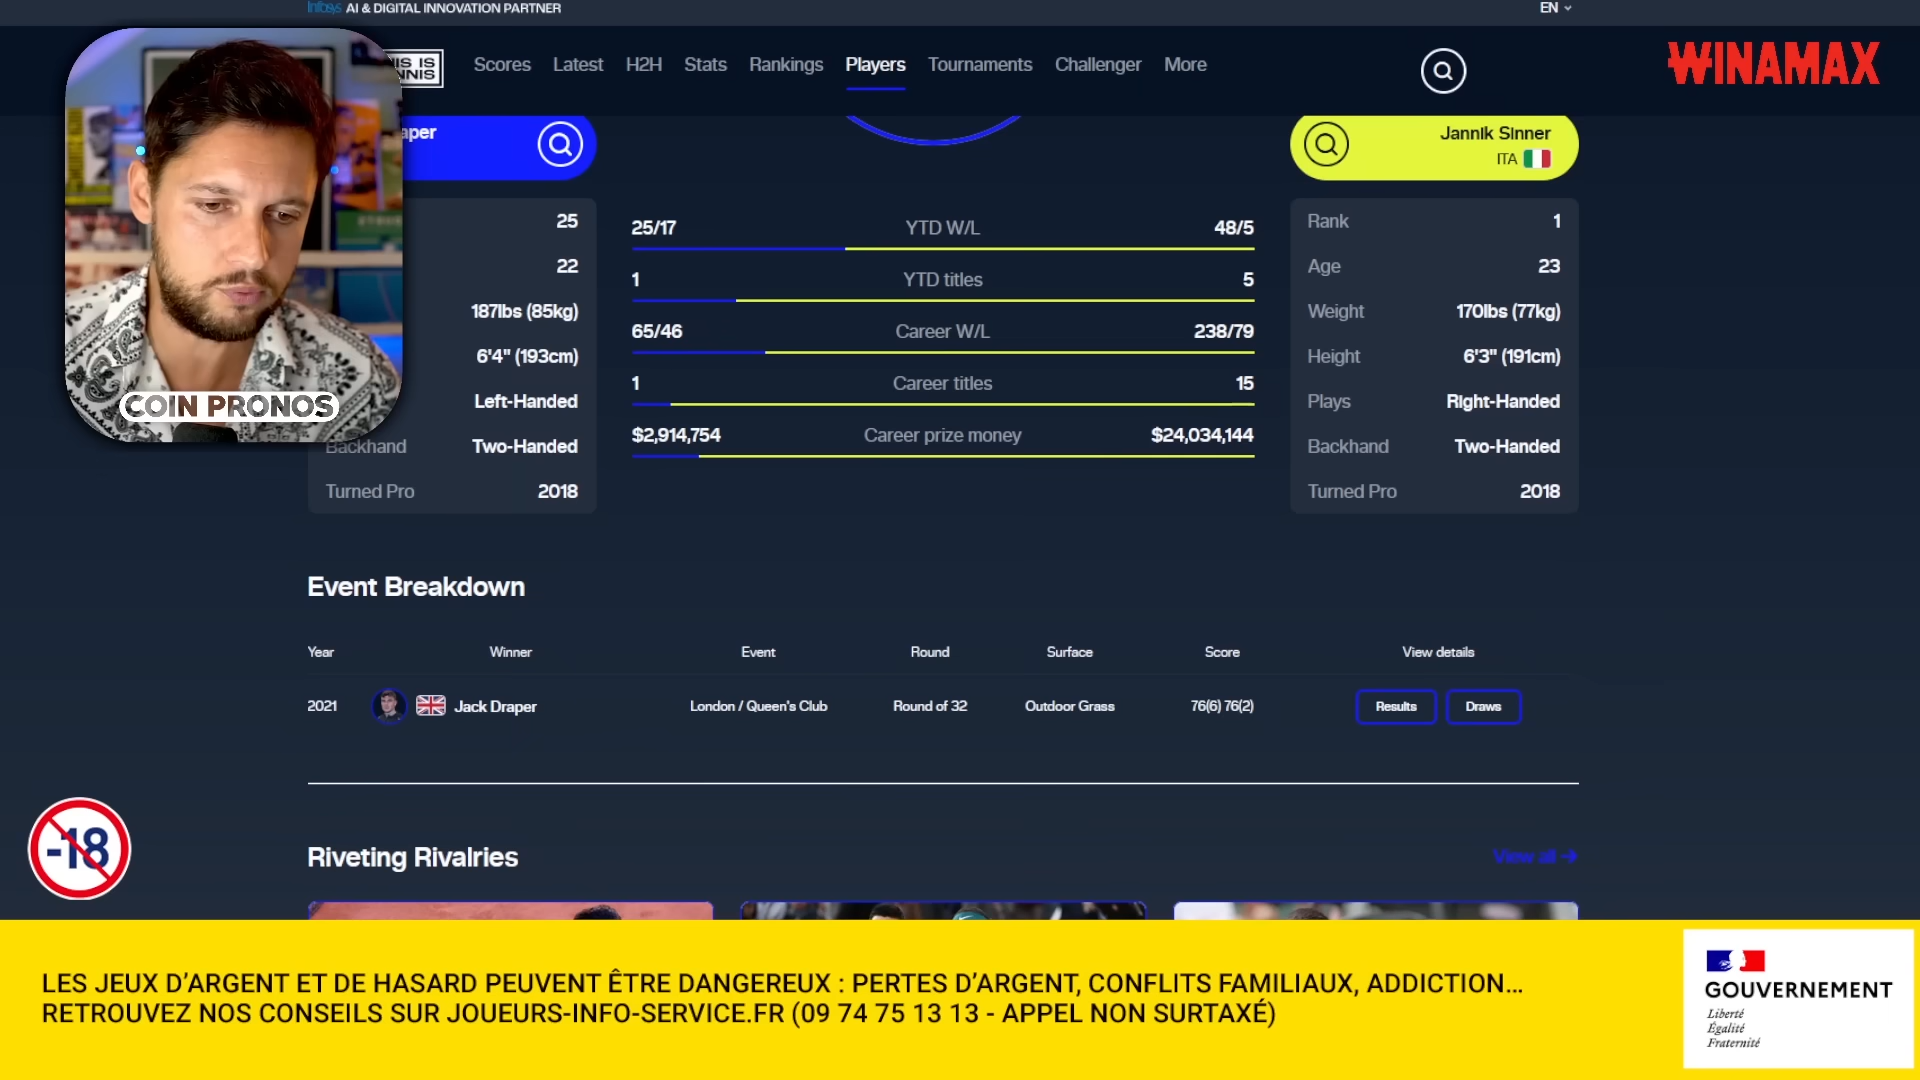 Infosys AI & DIGITAL INNOVATION PARTNER
EN
Scores Latest H2H Stats Rankings Players Tournaments Challenger More
WINAMAX
Jannik Sinner
ITA
25
22
187lbs (85kg)
6'4" (193cm)
Left-Handed
Backhand Two-Handed
Turned Pro 2018
25/17 YTD W/L 48/5
1 YTD titles 5
65/46 Career W/L 238/79
1 Career titles 15
$2,914,754 Career prize money $24,034,144
Rank 1
Age 23
Weight 170lbs (77kg)
Height 6'3" (191cm)
Plays Right-Handed
Backhand Two-Handed
Turned Pro 2018
COIN PRONOS
Event Breakdown
Year Winner Event Round Surface Score View details
2021 Jack Draper London / Queen's Club Round of 32 Outdoor Grass 76(6) 76(2) Results Draws
-18
Riveting Rivalries
View all →
LES JEUX D’ARGENT ET DE HASARD PEUVENT ÊTRE DANGEREUX : PERTES D’ARGENT, CONFLITS FAMILIAUX, ADDICTION…
RETROUVEZ NOS CONSEILS SUR JOUEURS-INFO-SERVICE.FR (09 74 75 13 13 - APPEL NON SURTAXÉ)
GOUVERNEMENT
Liberté
Égalité
Fraternité